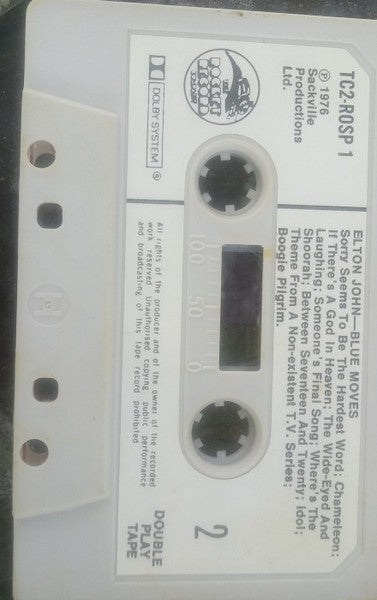 TC2-ROSP 1
℗ 1976
Sackville
Productions
Ltd.
THE
ROCKET
RECORD
COMPANY
DOLBY SYSTEM ®
ELTON JOHN—BLUE MOVES
Sorry Seems To Be The Hardest Word; Chameleon;
If There's A God In Heaven; The Wide-Eyed And
Laughing; Someone's Final Song; Where's The
Shoorah; Between Seventeen And Twenty; Idol;
Theme From A Non-existent T.V. Series;
Boogie Pilgrim.
100 50 0
2
All rights of the producer and of the owner of the recorded
work reserved. Unauthorised copying public performance
and broadcasting of this tape record prohibited
DOUBLE
PLAY
TAPE